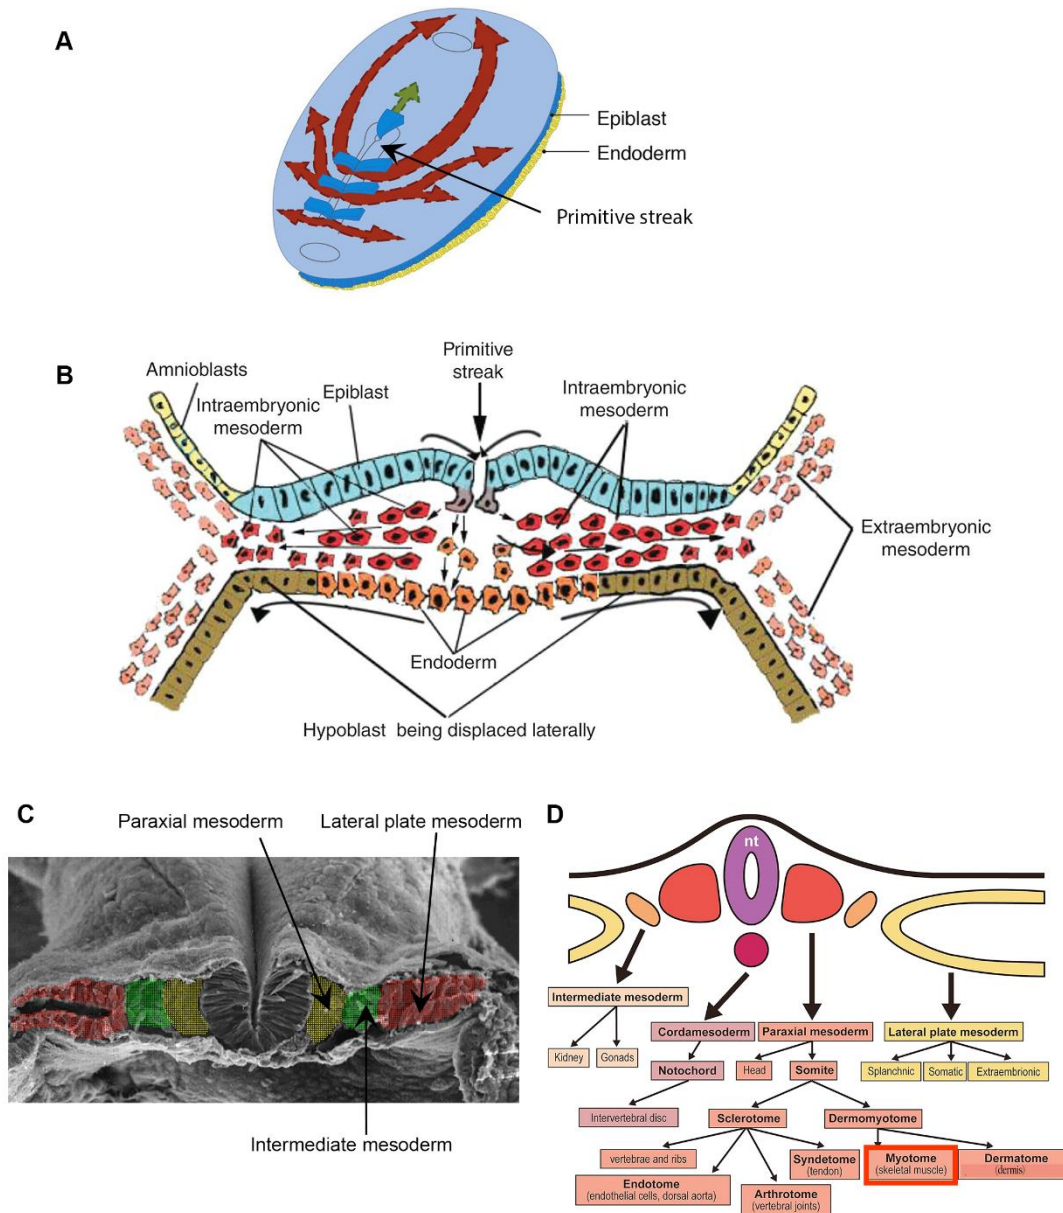 A
Epiblast
Endoderm
Primitive streak
B
Amnioblasts
Intraembryonic
mesoderm
Epiblast
Primitive
streak
Intraembryonic
mesoderm
Extraembryonic
mesoderm
Endoderm
Hypoblast being displaced laterally
C
Paraxial mesoderm
Lateral plate mesoderm
Intermediate mesoderm
D
nt
Intermediate mesoderm
Kidney
Gonads
Cordamesoderm
Paraxial mesoderm
Lateral plate mesoderm
Notochord
Head
Somite
Splanchnic
Somatic
Extraembrionic
Intervertebral disc
Sclerotome
Dermomyotome
vertebrae and ribs
Syndetome
(tendon)
Myotome
(skeletal muscle)
Dermatome
(dermis)
Endotome
(endothelial cells, dorsal aorta)
Arthrotome
(vertebral joints)